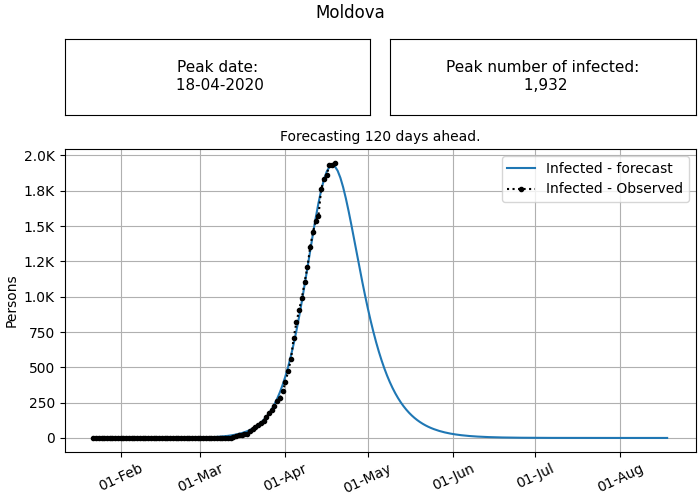 Moldova
Peak date:
18-04-2020
Peak number of infected:
1,932
Forecasting 120 days ahead.
2.0K
1.8K
1.5K
1.2K
1.0K
750
500
250
0
Persons
Infected - forecast
Infected - Observed
01-Feb
01-Mar
01-Apr
01-May
01-Jun
01-Jul
01-Aug